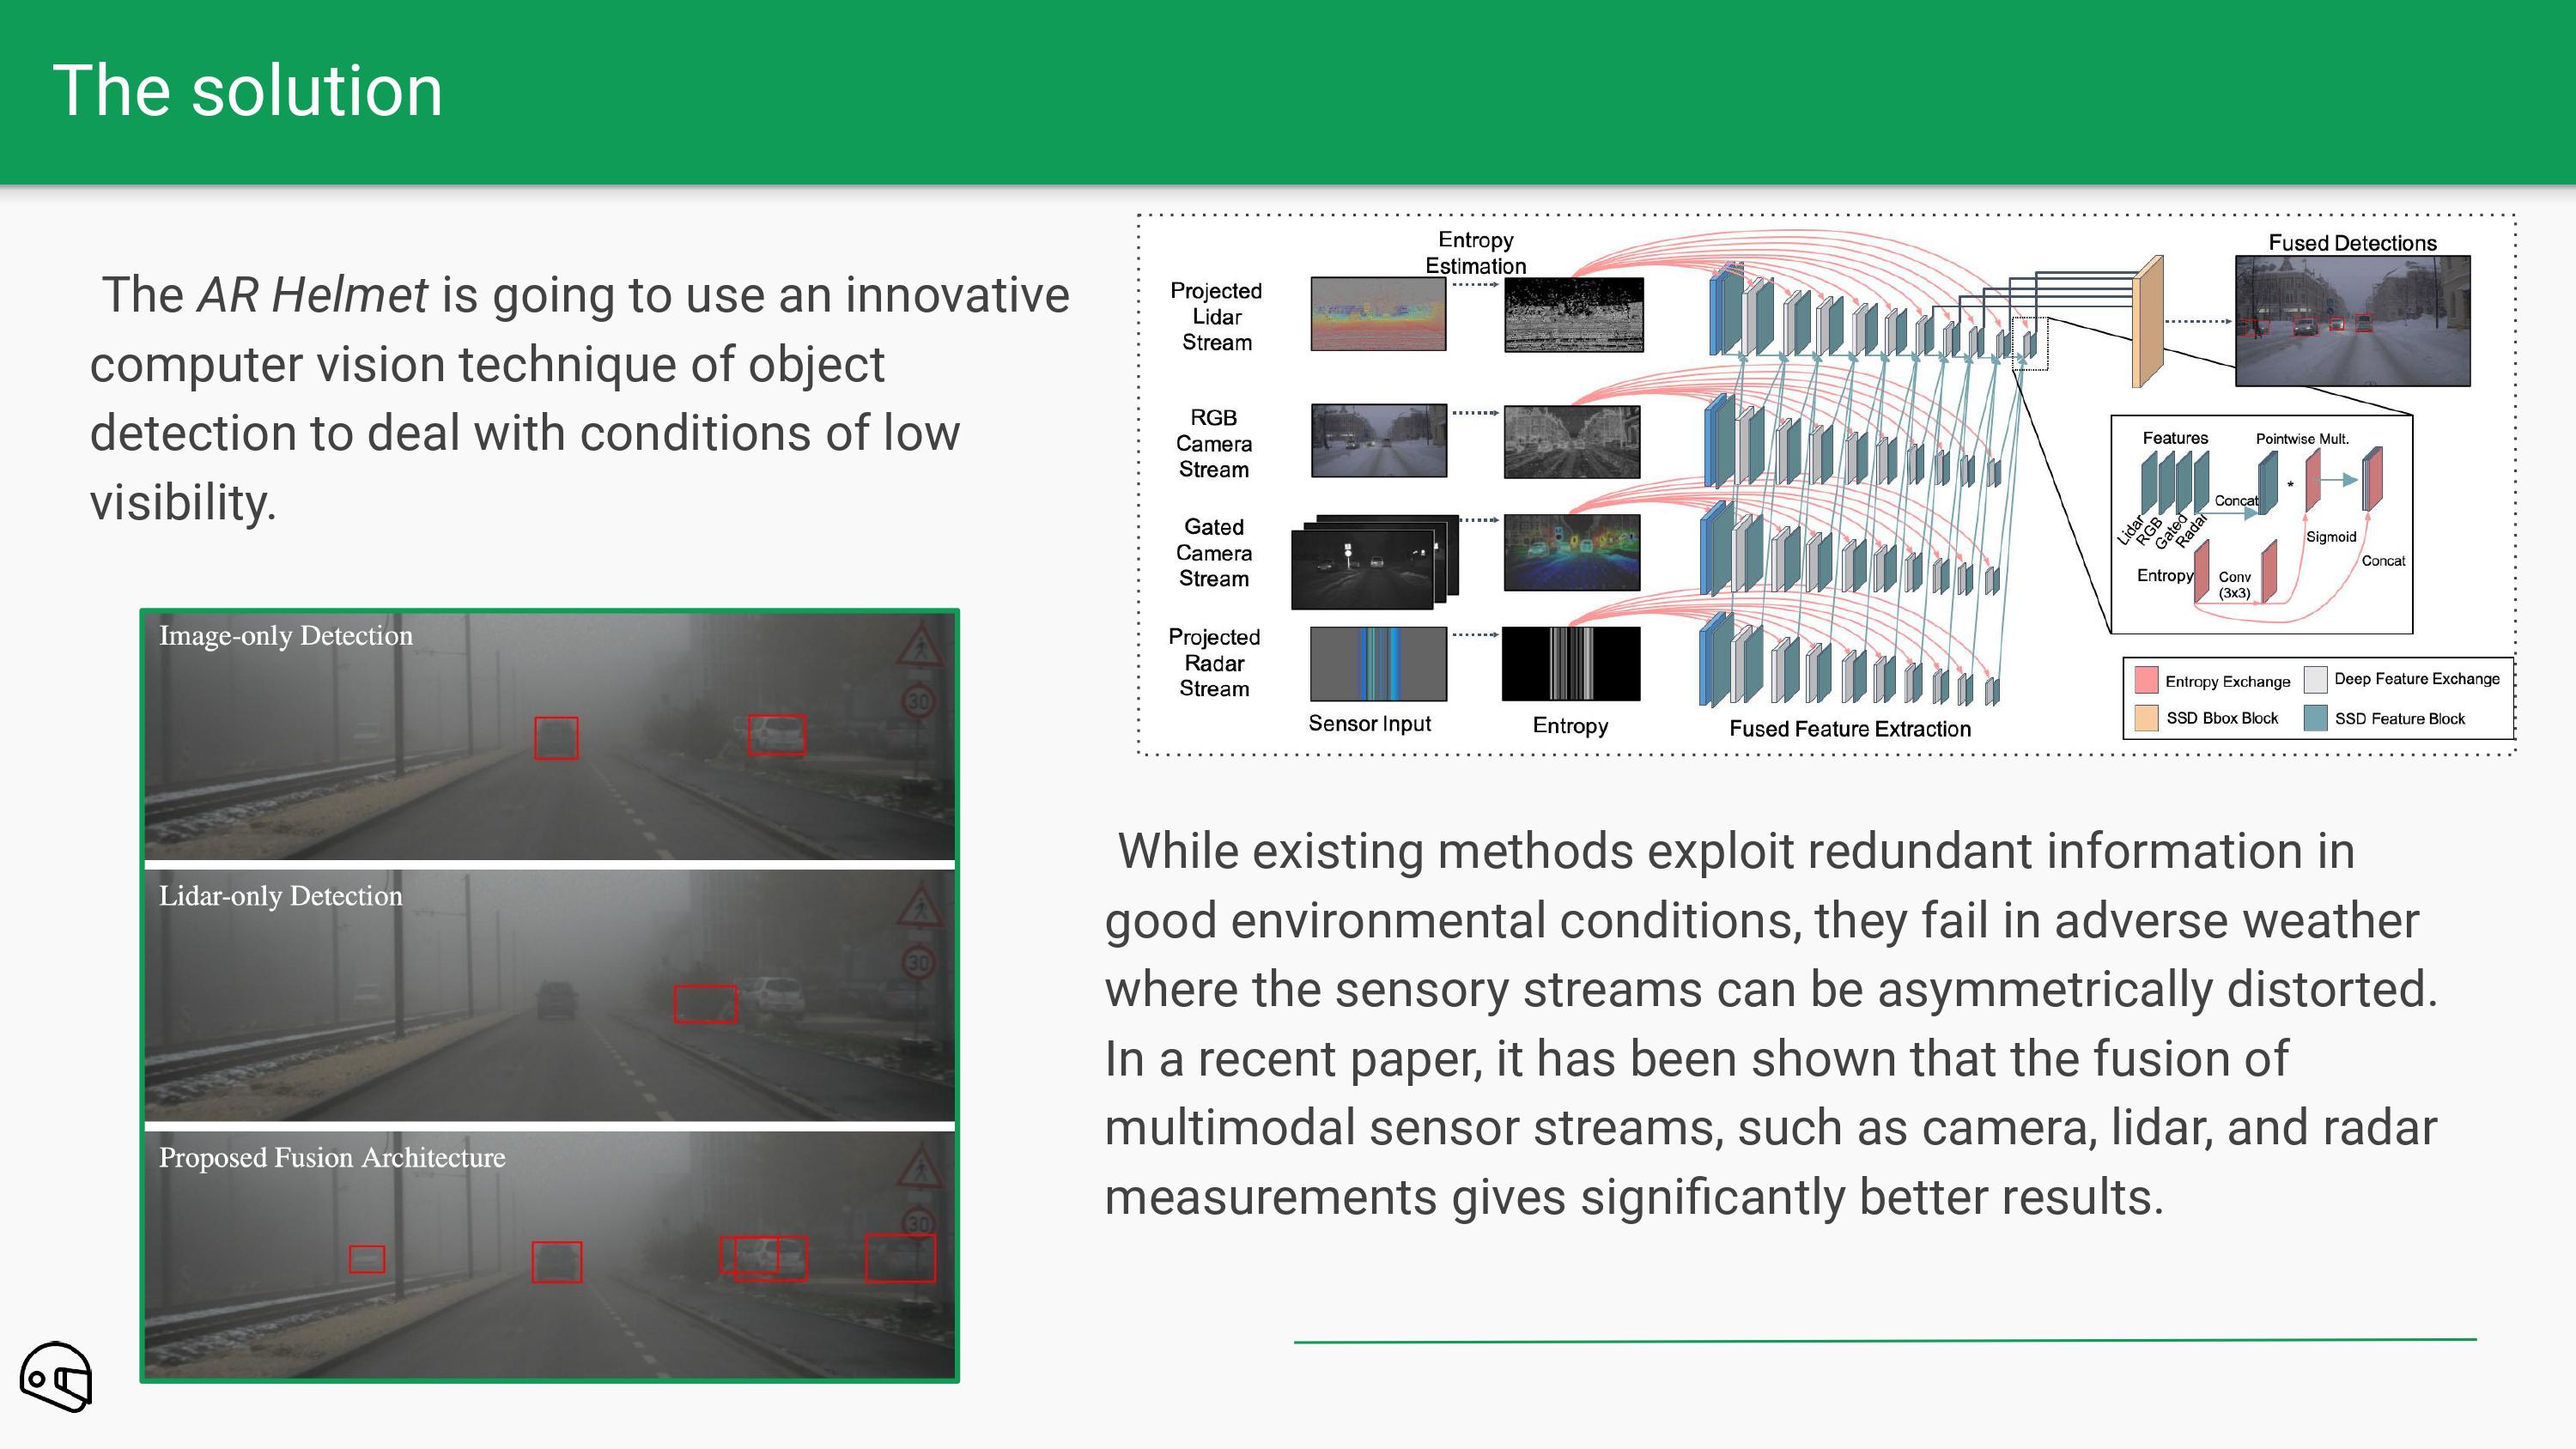 The solution
The AR Helmet is going to use an innovative
computer vision technique of object
detection to deal with conditions of low
visibility.
Image-only Detection
30
Lidar-only Detection
30
Proposed Fusion Architecture
30
Entropy
Estimation
Fused Detections
Projected
Lidar
Stream
RGB
Camera
Stream
Gated
Camera
Stream
Projected
Radar
Stream
Sensor Input
Entropy
Fused Feature Extraction
Features
Pointwise Mult.
Concat
*
Lidar
RGB
Gated
Radar
Sigmoid
Concat
Entropy
Conv
(3x3)
Entropy Exchange
Deep Feature Exchange
SSD Bbox Block
SSD Feature Block
While existing methods exploit redundant information in
good environmental conditions, they fail in adverse weather
where the sensory streams can be asymmetrically distorted.
In a recent paper, it has been shown that the fusion of
multimodal sensor streams, such as camera, lidar, and radar
measurements gives significantly better results.